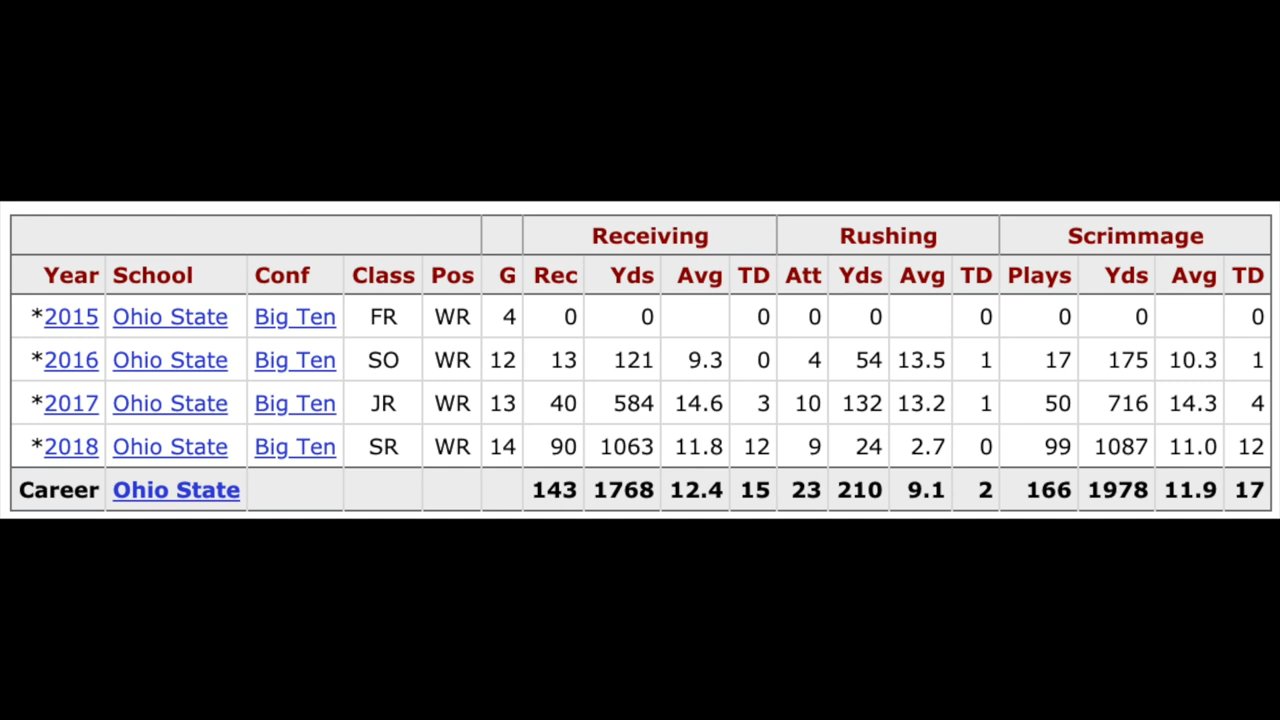 Receiving Rushing Scrimmage
Year School Conf Class Pos G Rec Yds Avg TD Att Yds Avg TD Plays Yds Avg TD
*2015 Ohio State Big Ten FR WR 4 0 0 0 0 0 0 0 0 0
*2016 Ohio State Big Ten SO WR 12 13 121 9.3 0 4 54 13.5 1 17 175 10.3 1
*2017 Ohio State Big Ten JR WR 13 40 584 14.6 3 10 132 13.2 1 50 716 14.3 4
*2018 Ohio State Big Ten SR WR 14 90 1063 11.8 12 9 24 2.7 0 99 1087 11.0 12
Career Ohio State 143 1768 12.4 15 23 210 9.1 2 166 1978 11.9 17